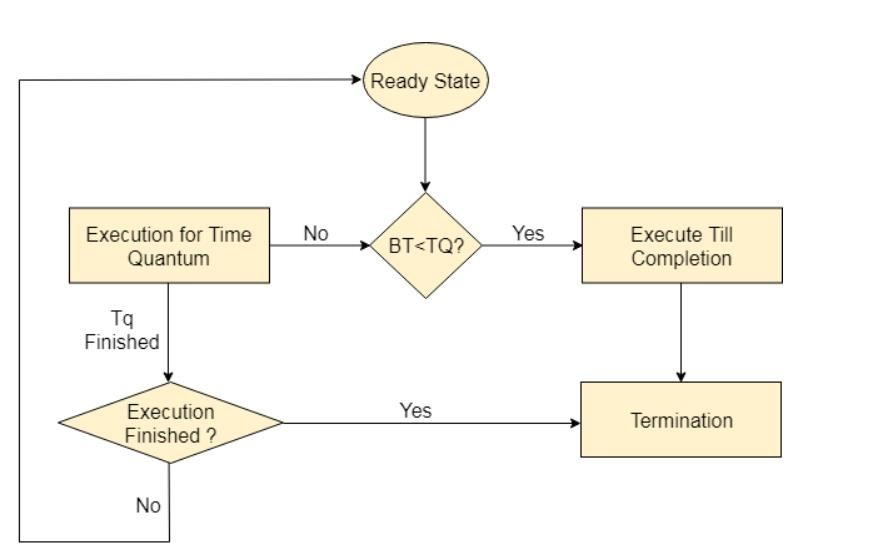 Ready State
Execution for Time
Quantum
No
BT<TQ?
Yes
Execute Till
Completion
Tq
Finished
Execution
Finished ?
Yes
Termination
No